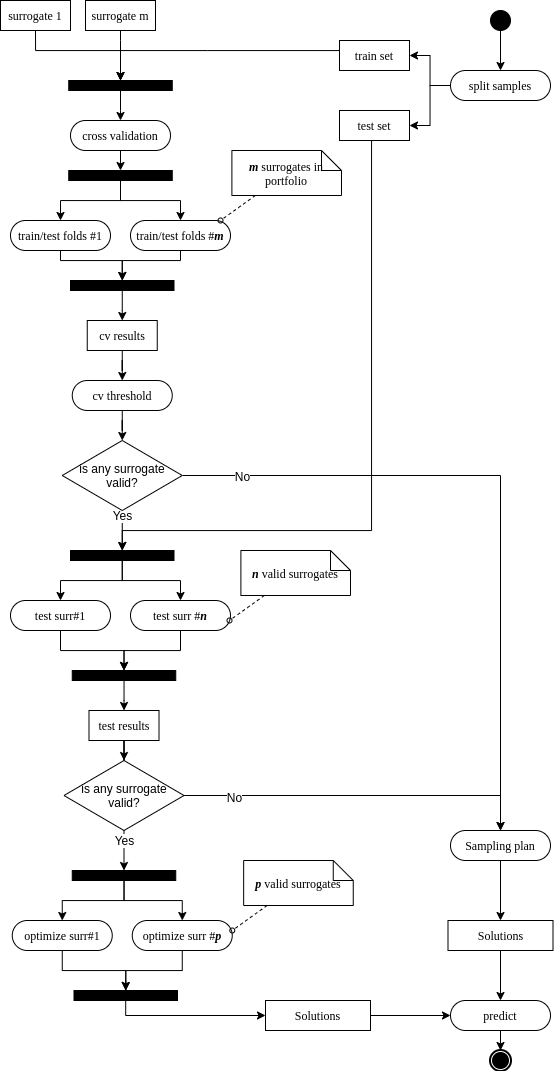 surrogate 1
surrogate m
train set
split samples
test set
cross validation
m surrogates in
portfolio
train/test folds #1
train/test folds #m
cv results
cv threshold
is any surrogate
valid?
No
Yes
n valid surrogates
test surr#1
test surr #n
test results
is any surrogate
valid?
No
Yes
Sampling plan
p valid surrogates
optimize surr#1
optimize surr #p
Solutions
Solutions
predict